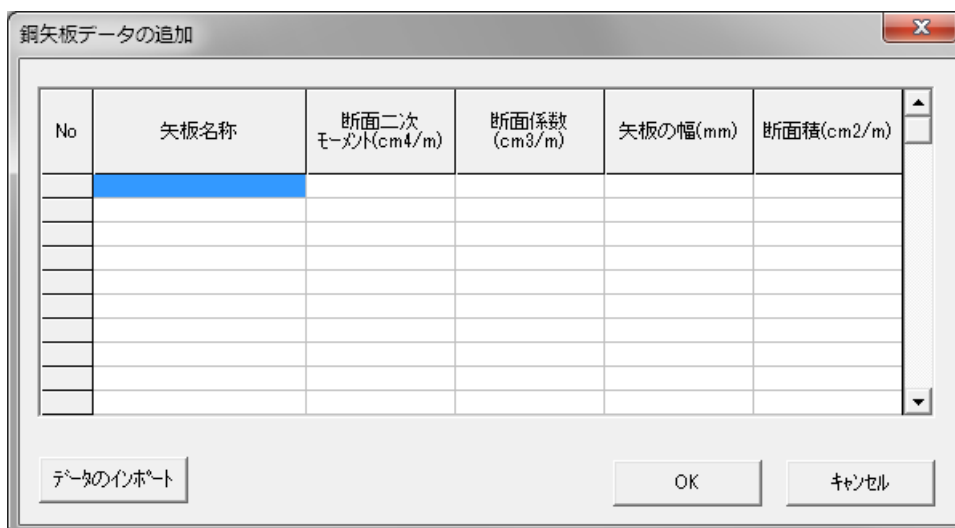 鋼矢板データの追加
No
矢板名称
断面二次
ﾓｰﾒﾝﾄ(cm4/m)
断面係数
(cm3/m)
矢板の幅(mm)
断面積(cm2/m)
ﾃﾞｰﾀのｲﾝﾎﾟｰﾄ
OK
ｷｬﾝｾﾙ